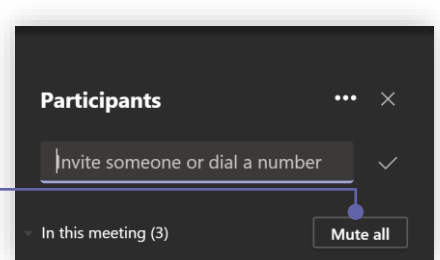 Participants
Invite someone or dial a number
In this meeting (3) Mute all